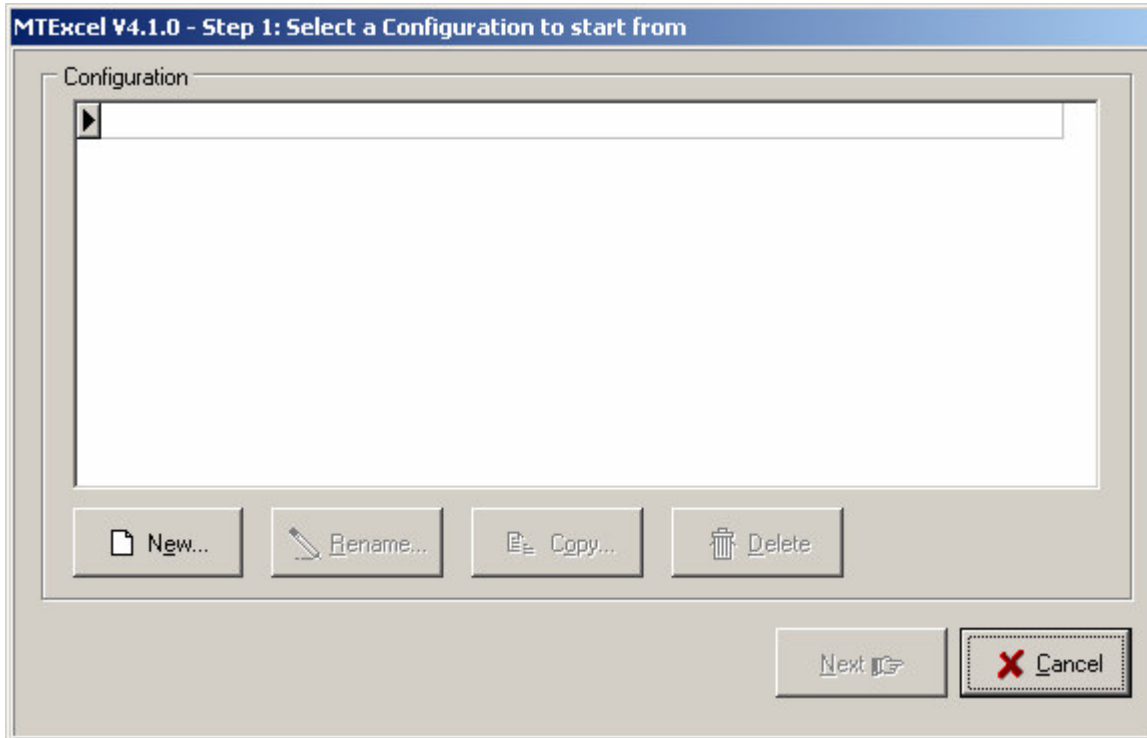 MTExcel V4.1.0 - Step 1: Select a Configuration to start from
Configuration
New...
Rename...
Copy...
Delete
Next
Cancel